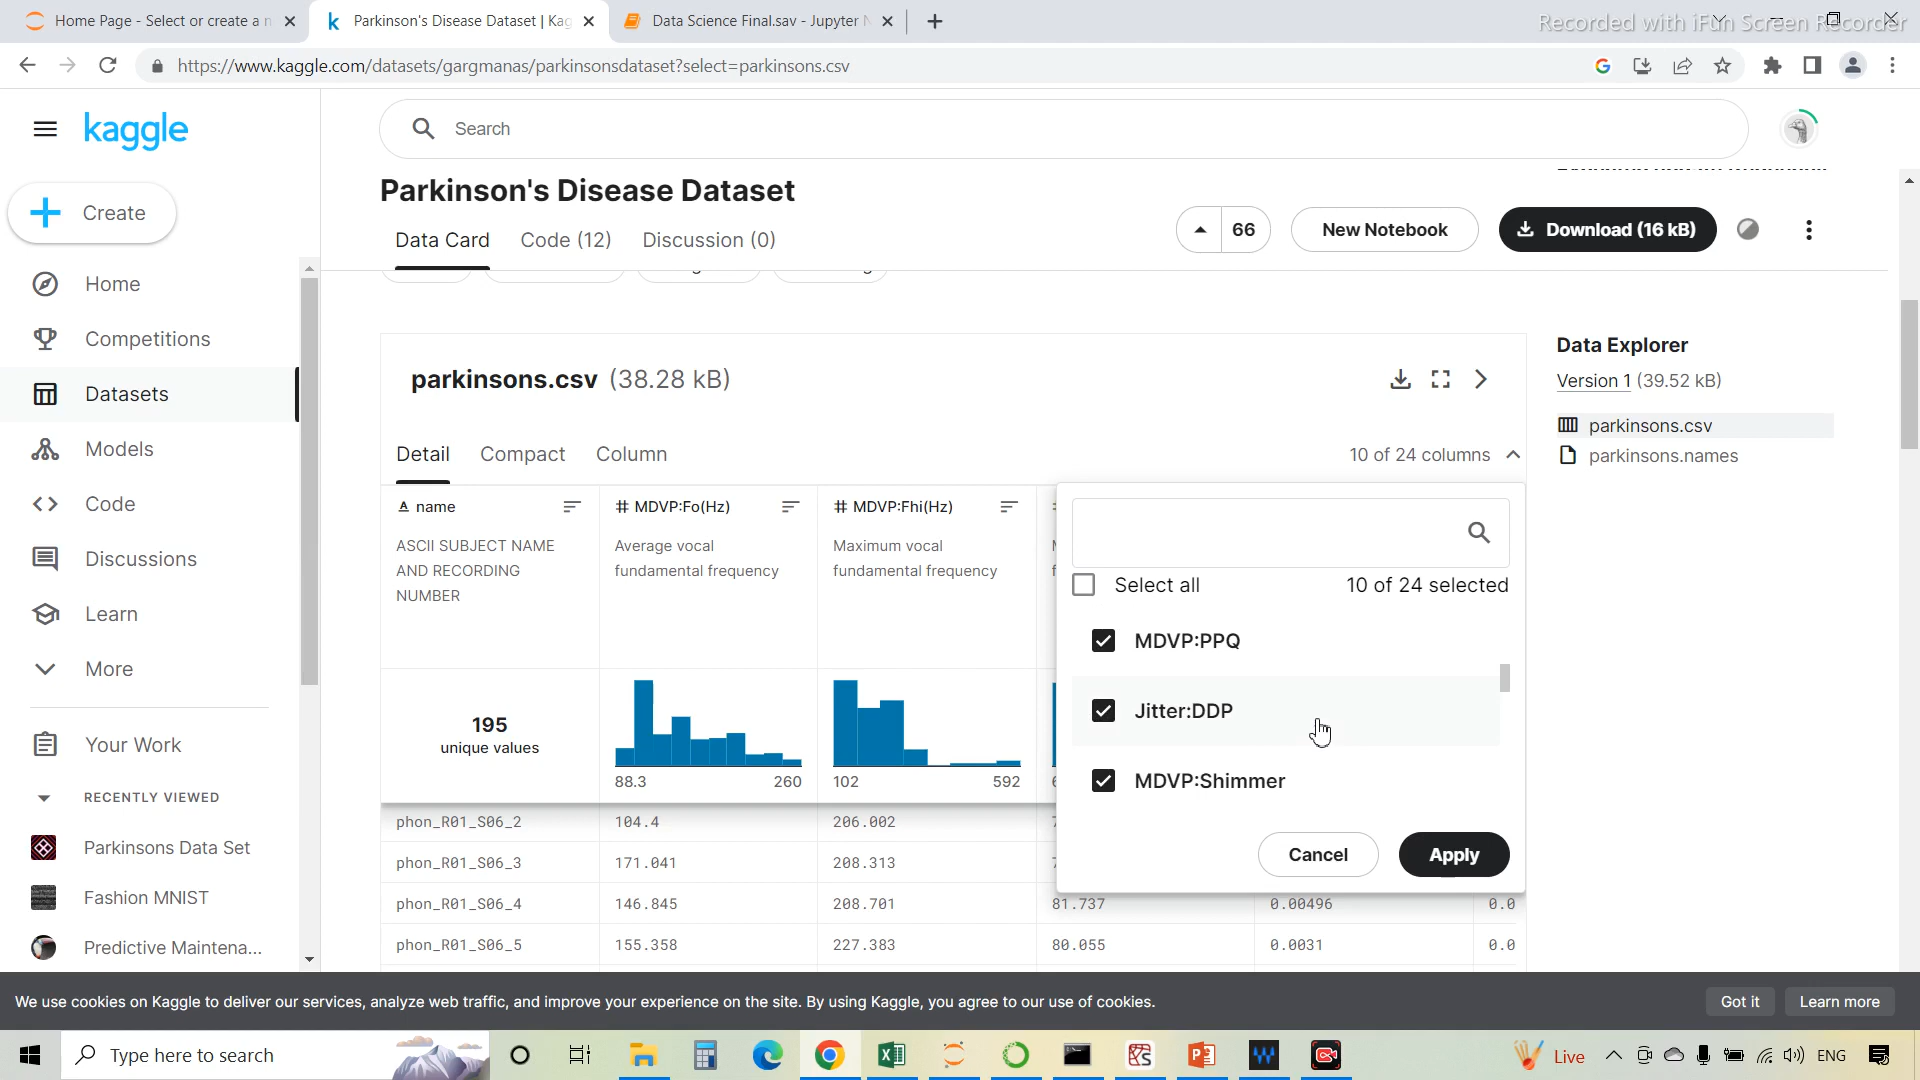 Home Page - Select or create a n
Parkinson's Disease Dataset | Kag
Data Science Final.sav - Jupyter N
Recorded with iFun Screen Recorder
https://www.kaggle.com/datasets/gargmanas/parkinsonsdataset?select=parkinsons.csv
kaggle
Search
Create
Parkinson's Disease Dataset
Data Card
Code (12)
Discussion (0)
66
New Notebook
Download (16 kB)
Home
Competitions
Datasets
Models
Code
Discussions
Learn
More
Your Work
RECENTLY VIEWED
Parkinsons Data Set
Fashion MNIST
Predictive Maintena...
parkinsons.csv (38.28 kB)
Detail
Compact
Column
10 of 24 columns
Data Explorer
Version 1 (39.52 kB)
parkinsons.csv
parkinsons.names
A name
# MDVP:Fo(Hz)
# MDVP:Fhi(Hz)
ASCII SUBJECT NAME
AND RECORDING
NUMBER
Average vocal
fundamental frequency
Maximum vocal
fundamental frequency
195
unique values
88.3
260
102
592
phon_R01_S06_2 104.4 206.002
phon_R01_S06_3 171.041 208.313
phon_R01_S06_4 146.845 208.701 81.737 0.00496 0.0
phon_R01_S06_5 155.358 227.383 80.055 0.0031 0.0
Select all
10 of 24 selected
MDVP:PPQ
Jitter:DDP
MDVP:Shimmer
Cancel
Apply
We use cookies on Kaggle to deliver our services, analyze web traffic, and improve your experience on the site. By using Kaggle, you agree to our use of cookies.
Got it
Learn more
Type here to search
Live
ENG